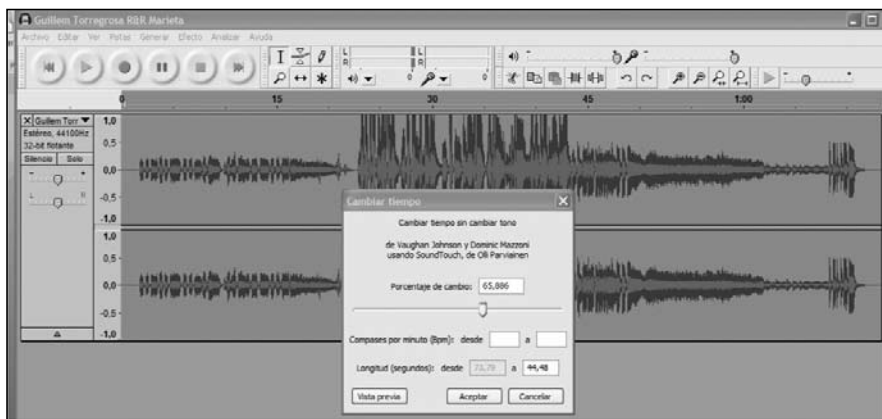 Guillem Torregrosa R&R Marieta
Archivo Editar Ver Pistas Generar Efecto Analizar Ayuda
L
R
L
R
0
0
0 15 30 45 1:00
Guillem Torr
Estéreo, 44100Hz
32-bit flotante
Silencio Solo
- +
L R
1,0
0,5
0,0
-0,5
-1,0
1,0
0,5
0,0
-0,5
-1,0
Cambiar tiempo
Cambiar tiempo sin cambiar tono
de Vaughan Johnson y Dominic Mazzoni
usando SoundTouch, de Olli Parviainen
Porcentaje de cambio: 65,886
Compases por minuto (Bpm): desde a
Longitud (segundos): desde 73,79 a 44,48
Vista previa Aceptar Cancelar